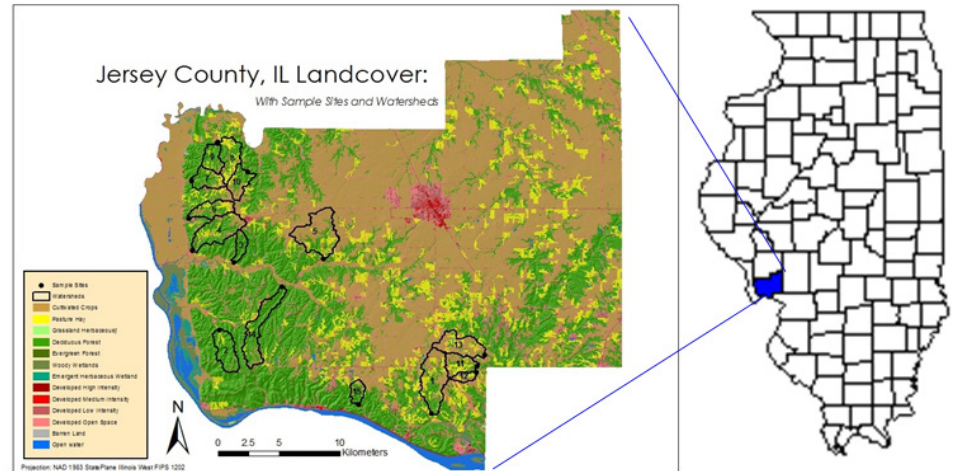 Jersey County, IL Landcover:
With Sample Sites and Watersheds
5
13
Sample Sites
Watersheds
Cultivated Crops
Pasture Hay
Grassland Herbaceous
Deciduous Forest
Evergreen Forest
Woody Wetlands
Emergent Herbaceous Wetland
Developed High Intensity
Developed Medium Intensity
Developed Low Intensity
Developed Open Space
Barren Land
Open water
N
0 2.5 5 10
Kilometers
Projection: NAD 1983 StatePlane Illinois West FIPS 1202